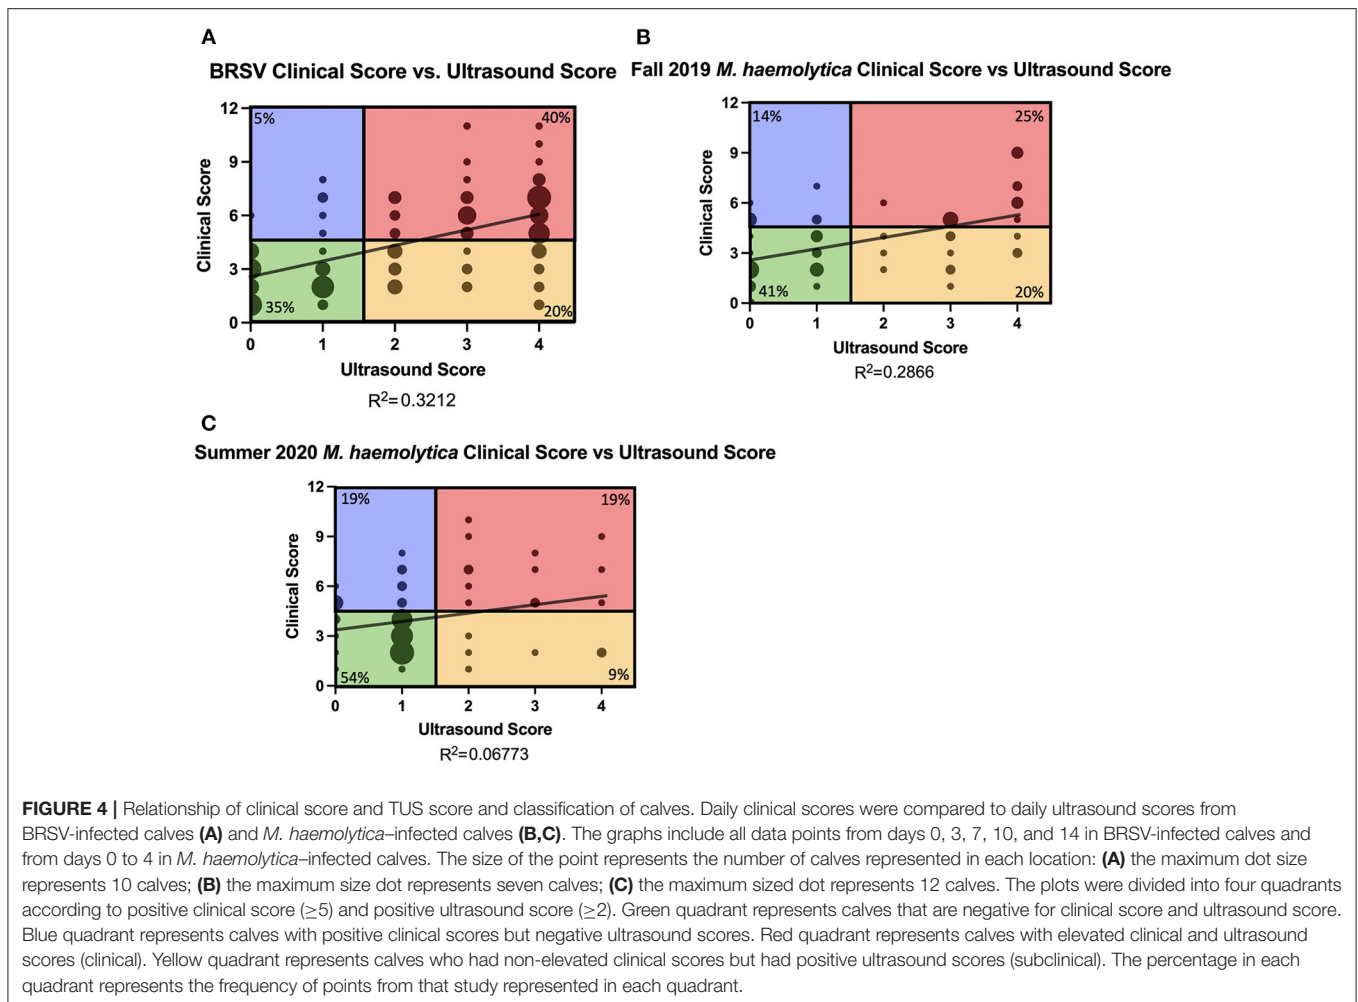 A
BRSV Clinical Score vs. Ultrasound Score
12
9
6
3
0
Clinical Score
5%
40%
35%
20%
0 1 2 3 4
Ultrasound Score
R²=0.3212
B
Fall 2019 M. haemolytica Clinical Score vs Ultrasound Score
12
9
6
3
0
Clinical Score
14%
25%
41%
20%
0 1 2 3 4
Ultrasound Score
R²=0.2866
C
Summer 2020 M. haemolytica Clinical Score vs Ultrasound Score
12
9
6
3
0
Clinical Score
19%
19%
54%
9%
0 1 2 3 4
Ultrasound Score
R²=0.06773
FIGURE 4 | Relationship of clinical score and TUS score and classification of calves. Daily clinical scores were compared to daily ultrasound scores from
BRSV-infected calves (A) and M. haemolytica–infected calves (B,C). The graphs include all data points from days 0, 3, 7, 10, and 14 in BRSV-infected calves and
from days 0 to 4 in M. haemolytica–infected calves. The size of the point represents the number of calves represented in each location: (A) the maximum dot size
represents 10 calves; (B) the maximum size dot represents seven calves; (C) the maximum sized dot represents 12 calves. The plots were divided into four quadrants
according to positive clinical score (≥5) and positive ultrasound score (≥2). Green quadrant represents calves that are negative for clinical score and ultrasound score.
Blue quadrant represents calves with positive clinical scores but negative ultrasound scores. Red quadrant represents calves with elevated clinical and ultrasound
scores (clinical). Yellow quadrant represents calves who had non-elevated clinical scores but had positive ultrasound scores (subclinical). The percentage in each
quadrant represents the frequency of points from that study represented in each quadrant.